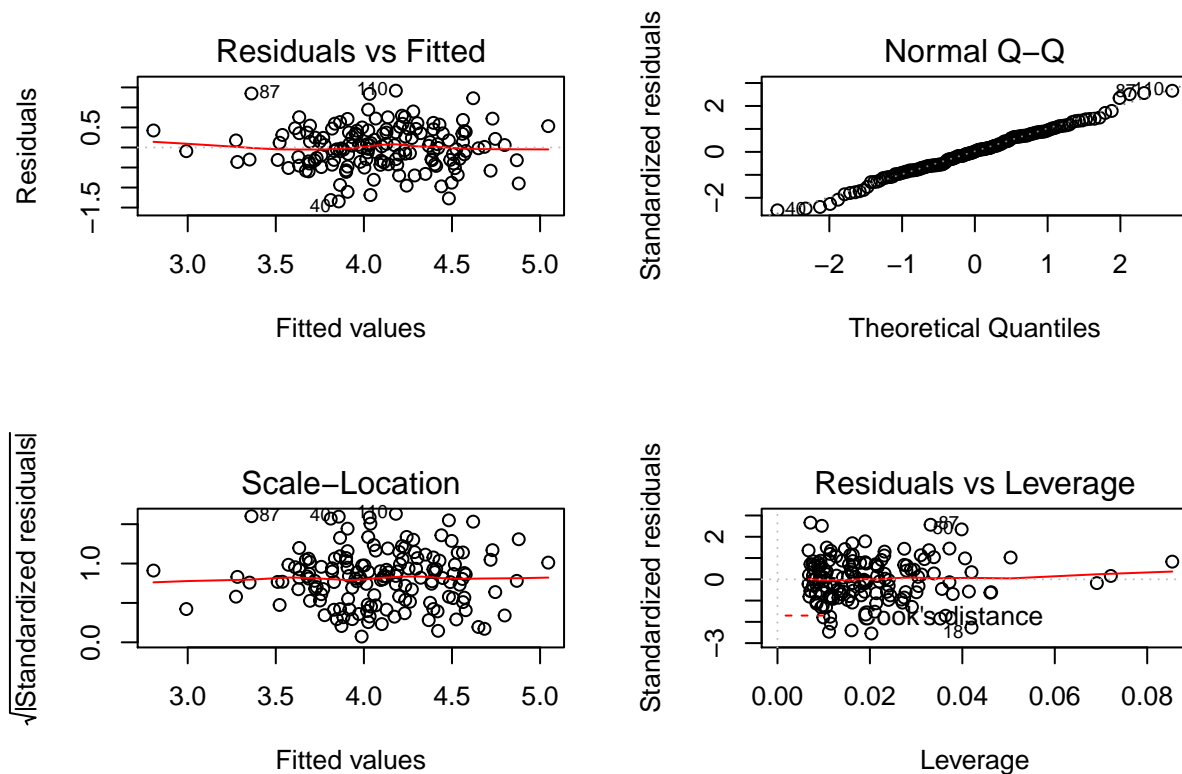 Residuals vs Fitted
Residuals
0.5
−1.5
87
110
40
3.0 3.5 4.0 4.5 5.0
Fitted values
Normal Q−Q
Standardized residuals
2
0
−2
87
110
40
−2 −1 0 1 2
Theoretical Quantiles
Scale−Location
√|Standardized residuals|
1.0
0.0
87
40
110
3.0 3.5 4.0 4.5 5.0
Fitted values
Residuals vs Leverage
Standardized residuals
2
0
−3
87
18
Cook's distance
0.00 0.02 0.04 0.06 0.08
Leverage